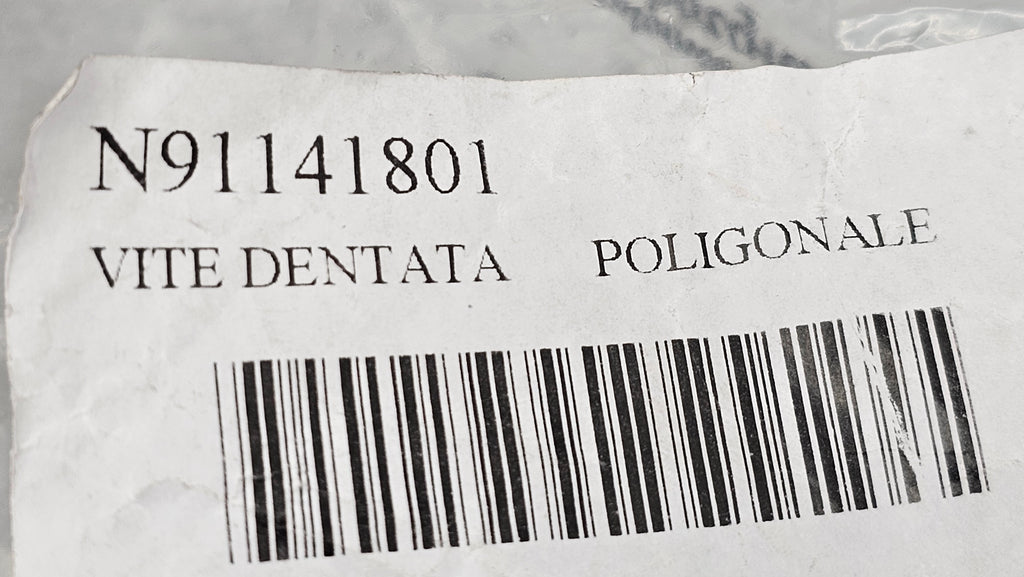 N91141801
VITE DENTATA POLIGONALE